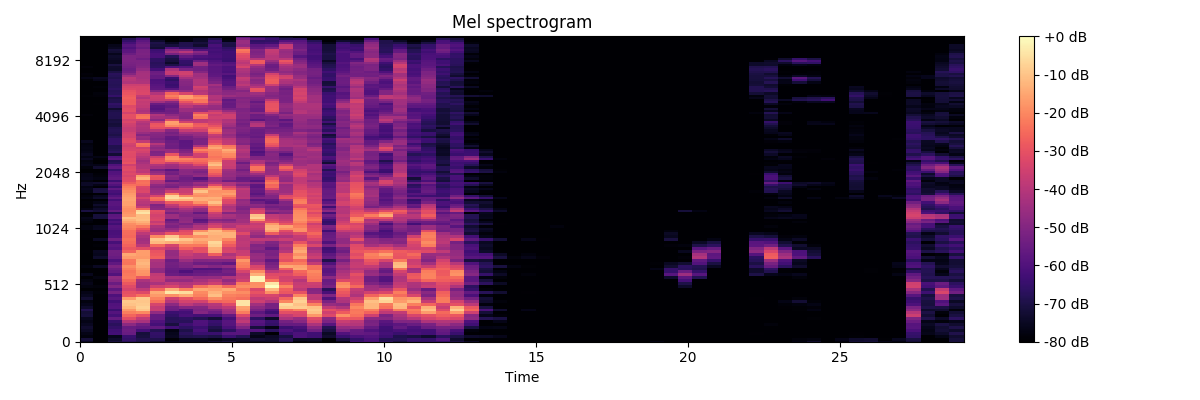 Mel spectrogram
+0 dB
8192
-10 dB
-20 dB
4096
-30 dB
Hz
2048
-40 dB
-50 dB
1024
-60 dB
512
-70 dB
0
-80 dB
0 5 10 15 20 25
Time